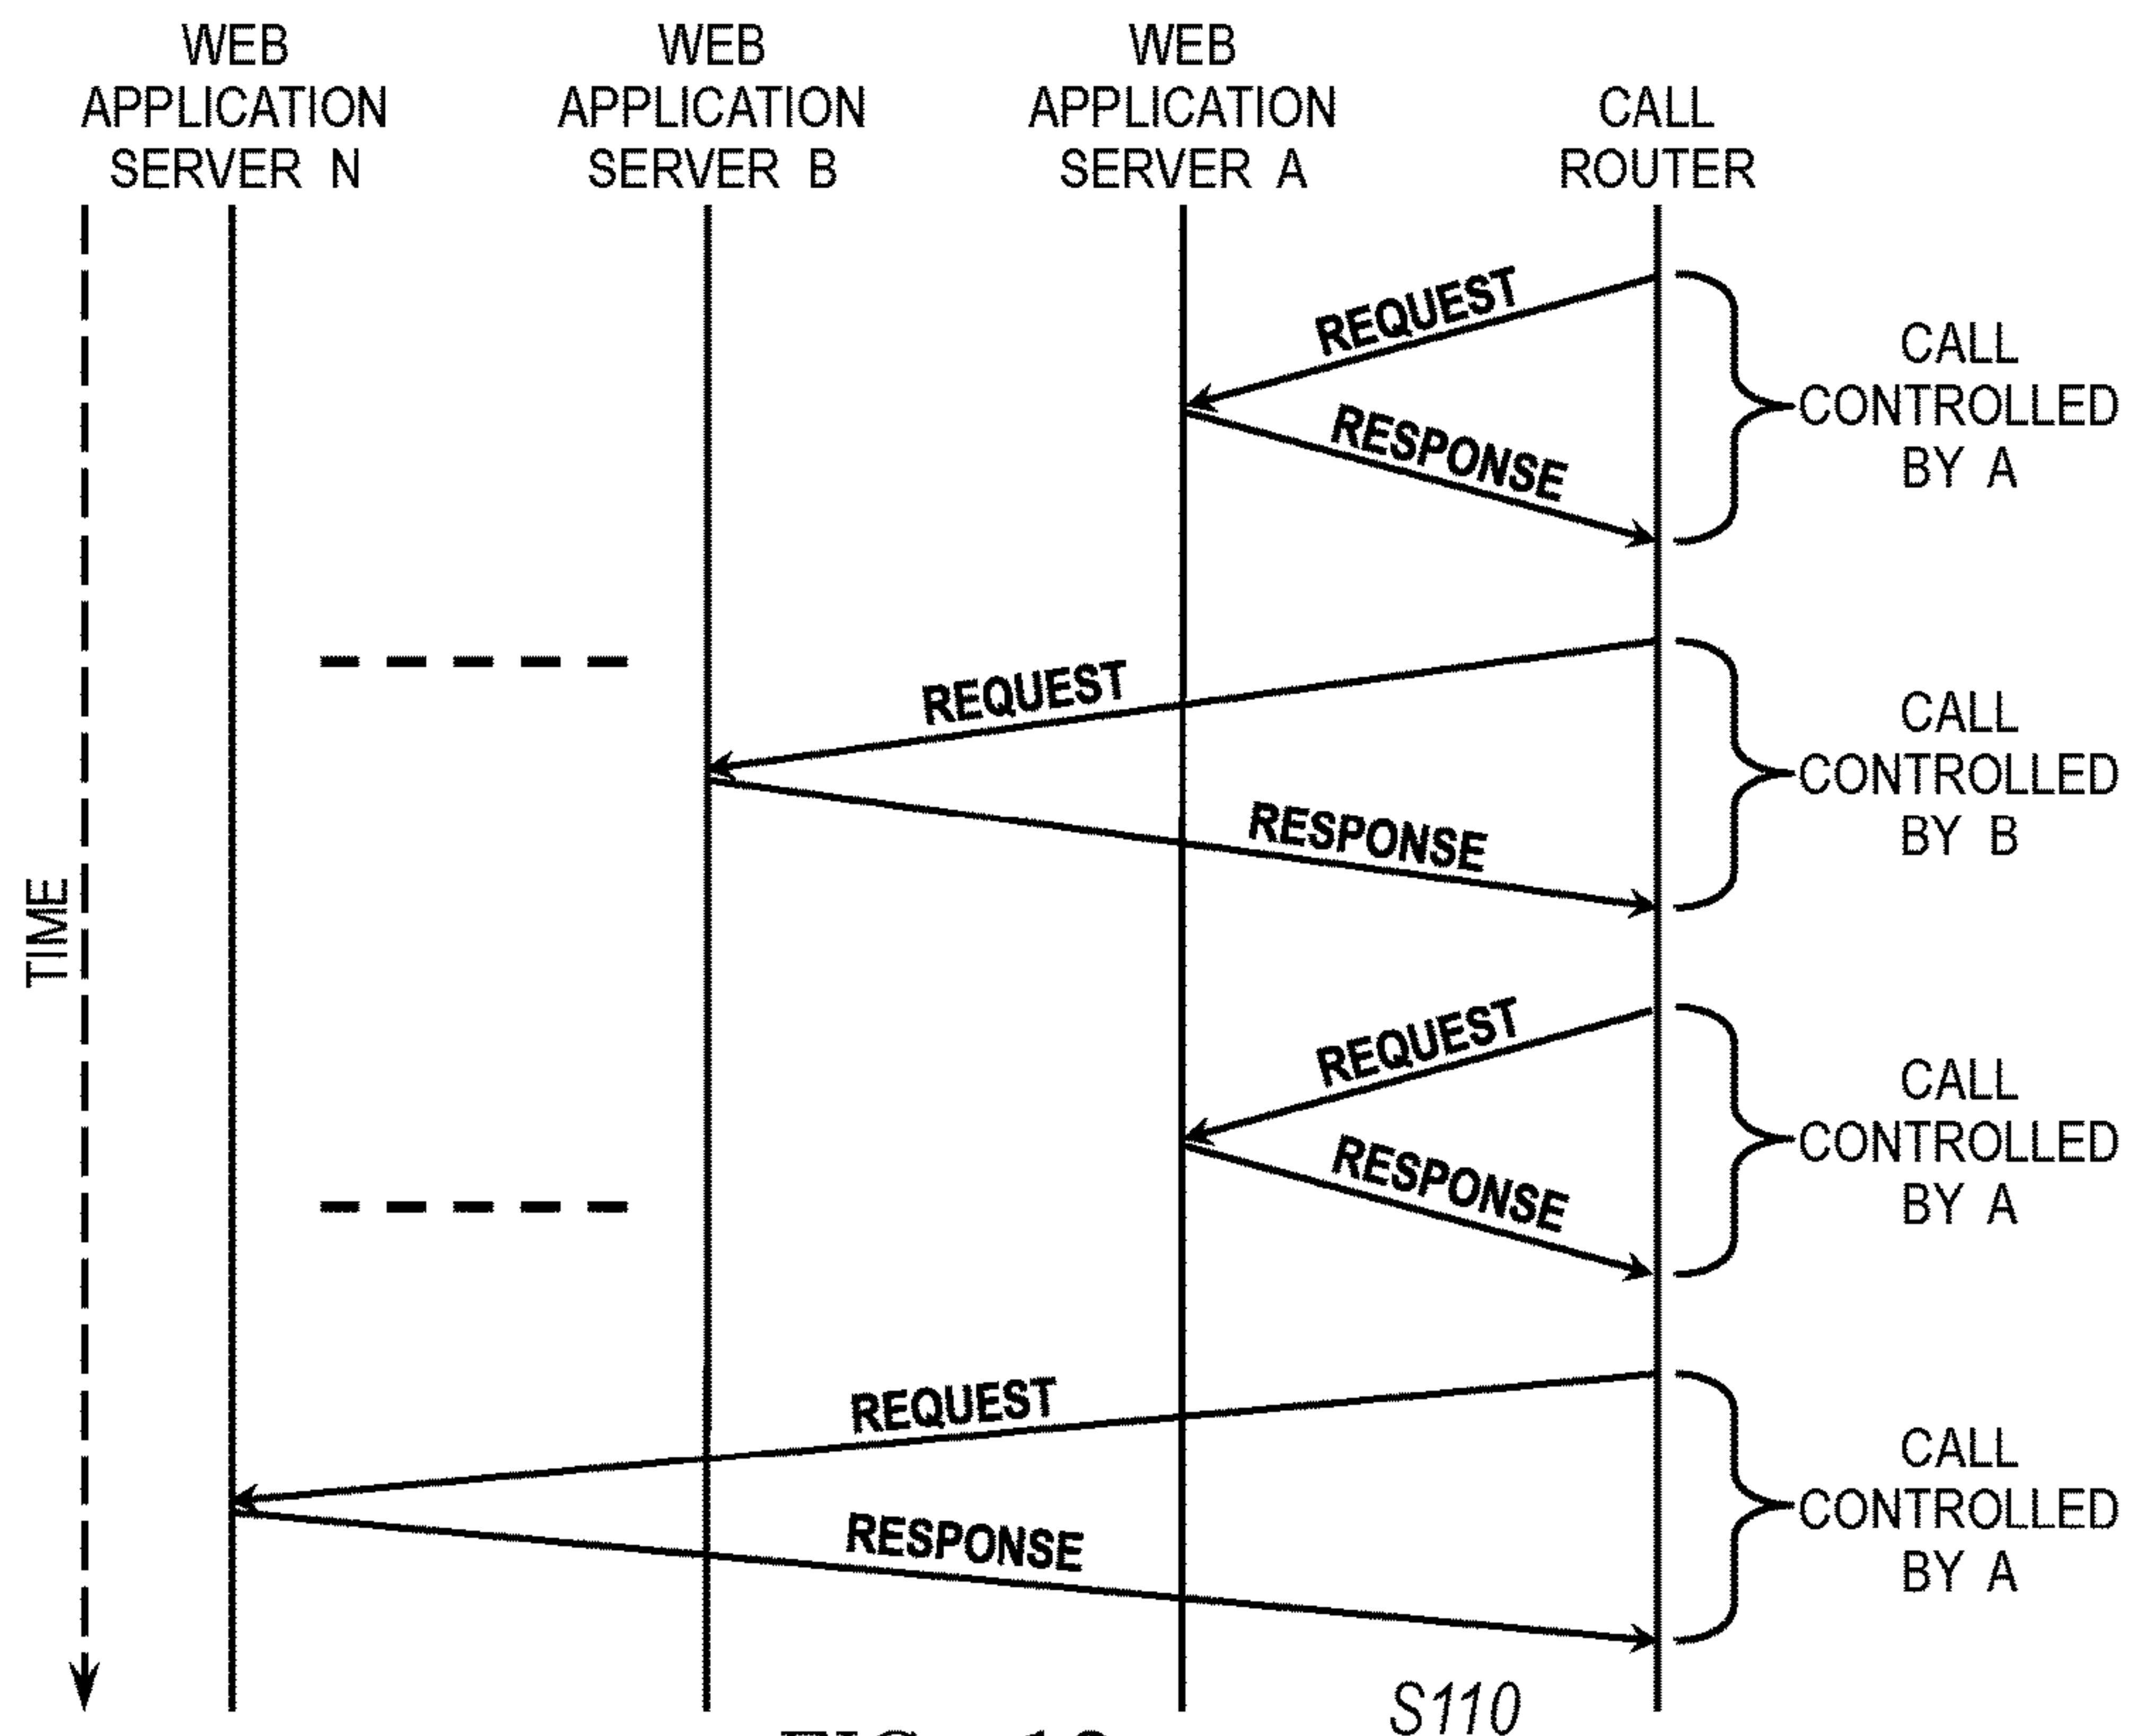 WEB
APPLICATION
SERVER N
WEB
APPLICATION
SERVER B
WEB
APPLICATION
SERVER A
CALL
ROUTER
REQUEST
RESPONSE
CALL
CONTROLLED
BY A
REQUEST
RESPONSE
CALL
CONTROLLED
BY B
TIME
REQUEST
RESPONSE
CALL
CONTROLLED
BY A
REQUEST
RESPONSE
CALL
CONTROLLED
BY A
S110